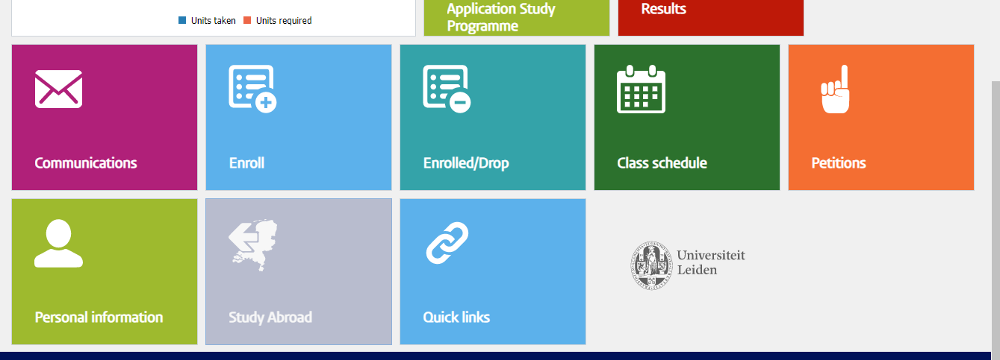 Units taken Units required
Application Study
Programme
Results
Communications
Enroll
Enrolled/Drop
Class schedule
Petitions
Personal information
Study Abroad
Quick links
Universiteit
Leiden